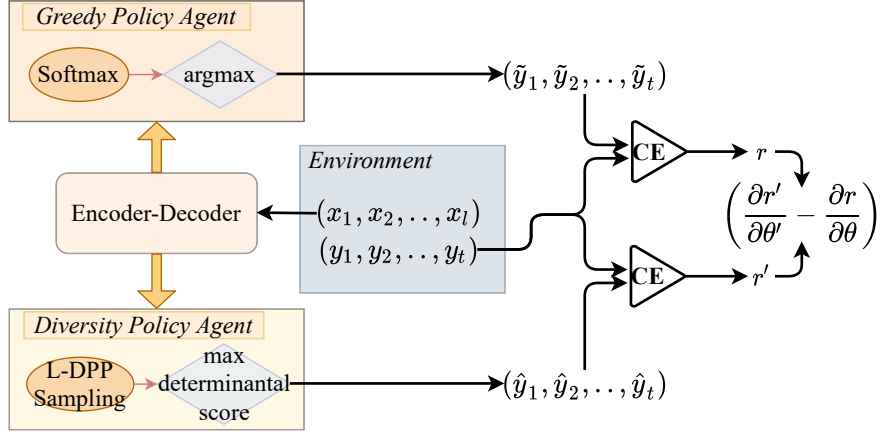 Greedy Policy Agent
Softmax
argmax
(ỹ₁, ỹ₂, . . , ỹₜ)
CE
r
Environment
(x₁, x₂, . . , xₗ)
(y₁, y₂, . . , yₜ)
Encoder-Decoder
(∂r′/∂θ′ − ∂r/∂θ)
CE
r′
Diversity Policy Agent
L-DPP
Sampling
max
determinantal
score
(ŷ₁, ŷ₂, . . , ŷₜ)